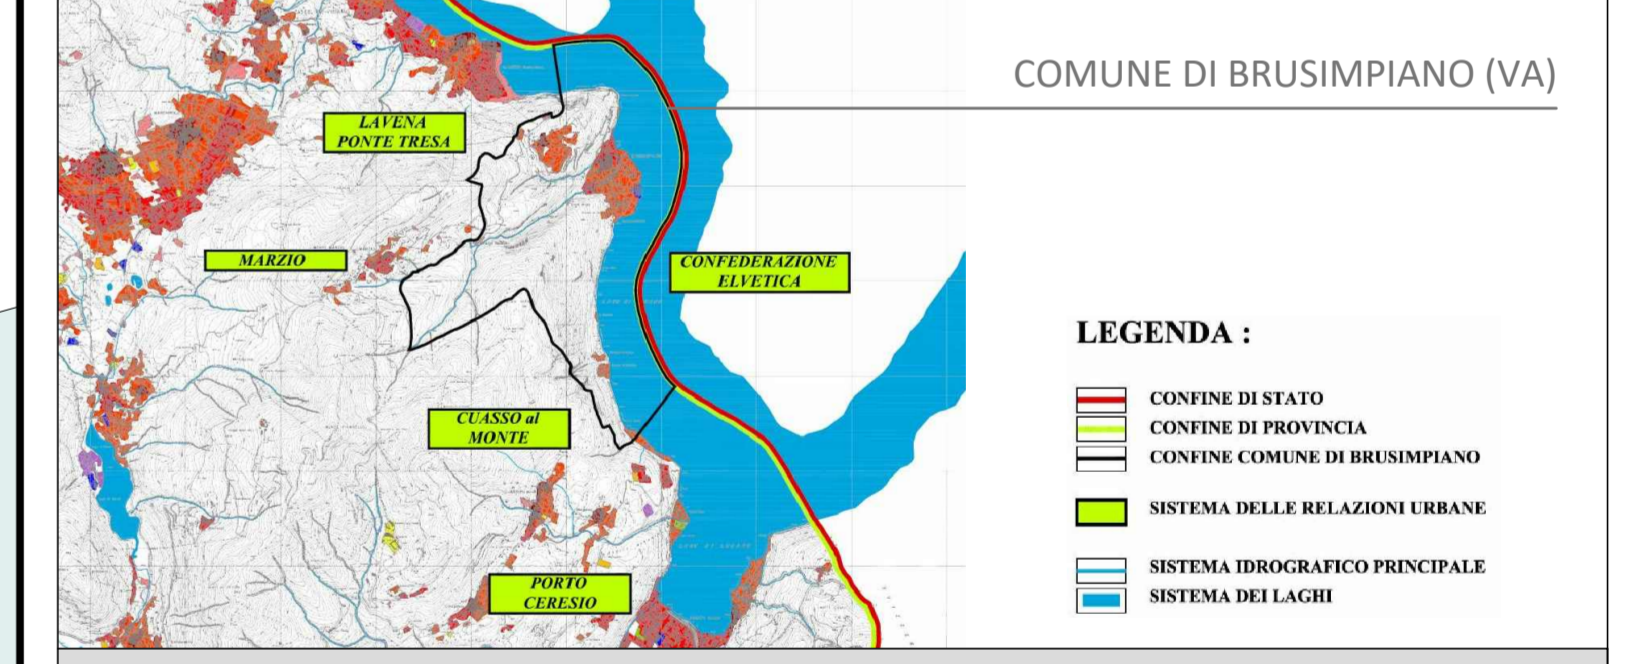 COMUNE DI BRUSIMPIANO (VA)
LAVENA
PONTE TRESA
MARZIO
CONFEDERAZIONE
ELVETICA
CUASSO al
MONTE
PORTO
CERESIO
LEGENDA :
CONFINE DI STATO
CONFINE DI PROVINCIA
CONFINE COMUNE DI BRUSIMPIANO
SISTEMA DELLE RELAZIONI URBANE
SISTEMA IDROGRAFICO PRINCIPALE
SISTEMA DEI LAGHI